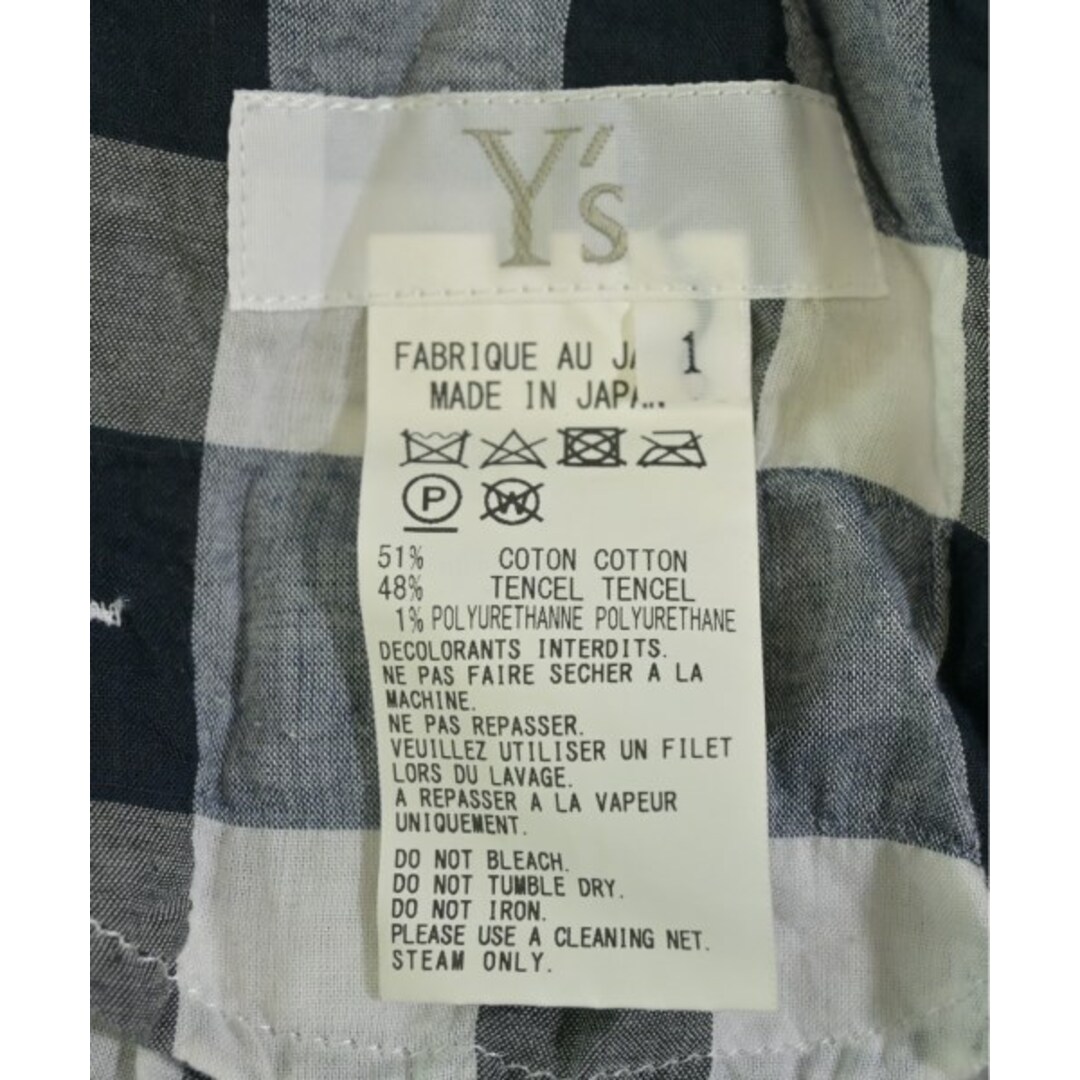 Y's
1
FABRIQUE AU
MADE IN
P W
51% COTON COTTON
48% TENCEL TENCEL
1% POLYURETHANNE POLYURETHANE
DECOLORANTS INTERDITS.
NE PAS FAIRE SECHER A LA
MACHINE.
NE PAS REPASSER.
VEUILLEZ UTILISER UN FILET
LORS DU LAVAGE.
A REPASSER A LA VAPEUR
UNIQUEMENT.
DO NOT BLEACH.
DO NOT TUMBLE DRY.
DO NOT IRON.
PLEASE USE A CLEANING NET.
STEAM ONLY.